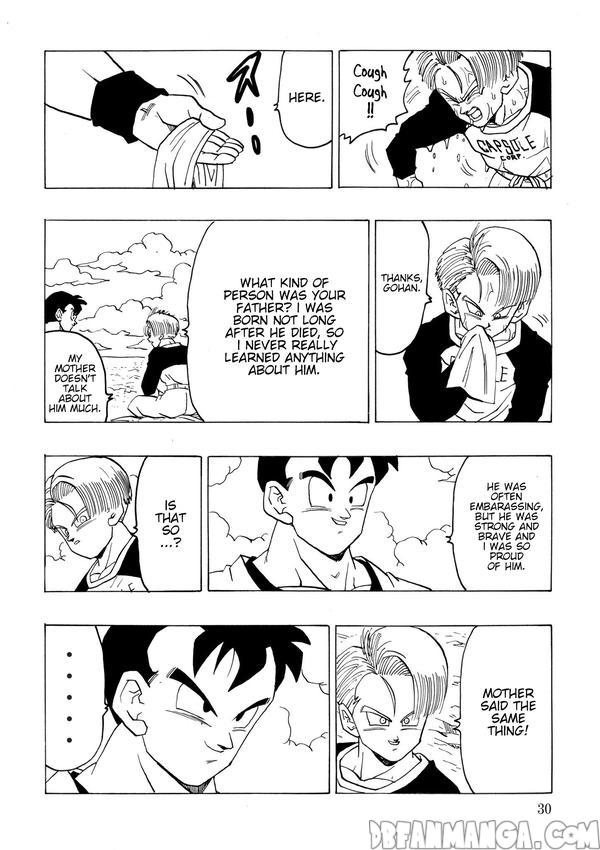 Cough
Cough
!!
CAPSULE
CORP.
HERE.
THANKS,
GOHAN.
WHAT KIND OF
PERSON WAS YOUR
FATHER? I WAS
BORN NOT LONG
AFTER HE DIED, SO
I NEVER REALLY
LEARNED ANYTHING
ABOUT HIM.
MY
MOTHER
DOESN'T
TALK
ABOUT
HIM MUCH.
HE WAS
OFTEN
EMBARASSING,
BUT HE WAS
STRONG AND
BRAVE AND
I WAS SO
PROUD
OF HIM.
IS
THAT
SO
...?
MOTHER
SAID THE
SAME
THING!
.....
30
DBFANMANGA.COM